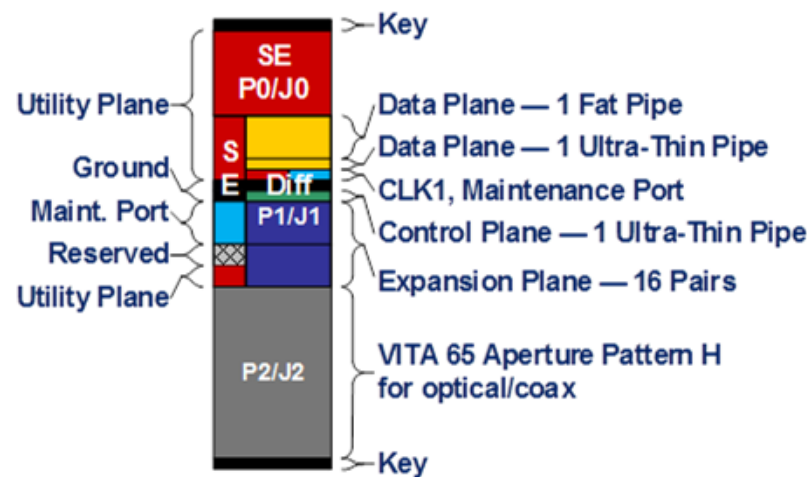 Key
SE
P0/J0
Utility Plane
Data Plane — 1 Fat Pipe
S
Data Plane — 1 Ultra-Thin Pipe
Ground
E
Diff
CLK1, Maintenance Port
Maint. Port
P1/J1
Control Plane — 1 Ultra-Thin Pipe
Reserved
Expansion Plane — 16 Pairs
Utility Plane
VITA 65 Aperture Pattern H
for optical/coax
P2/J2
Key